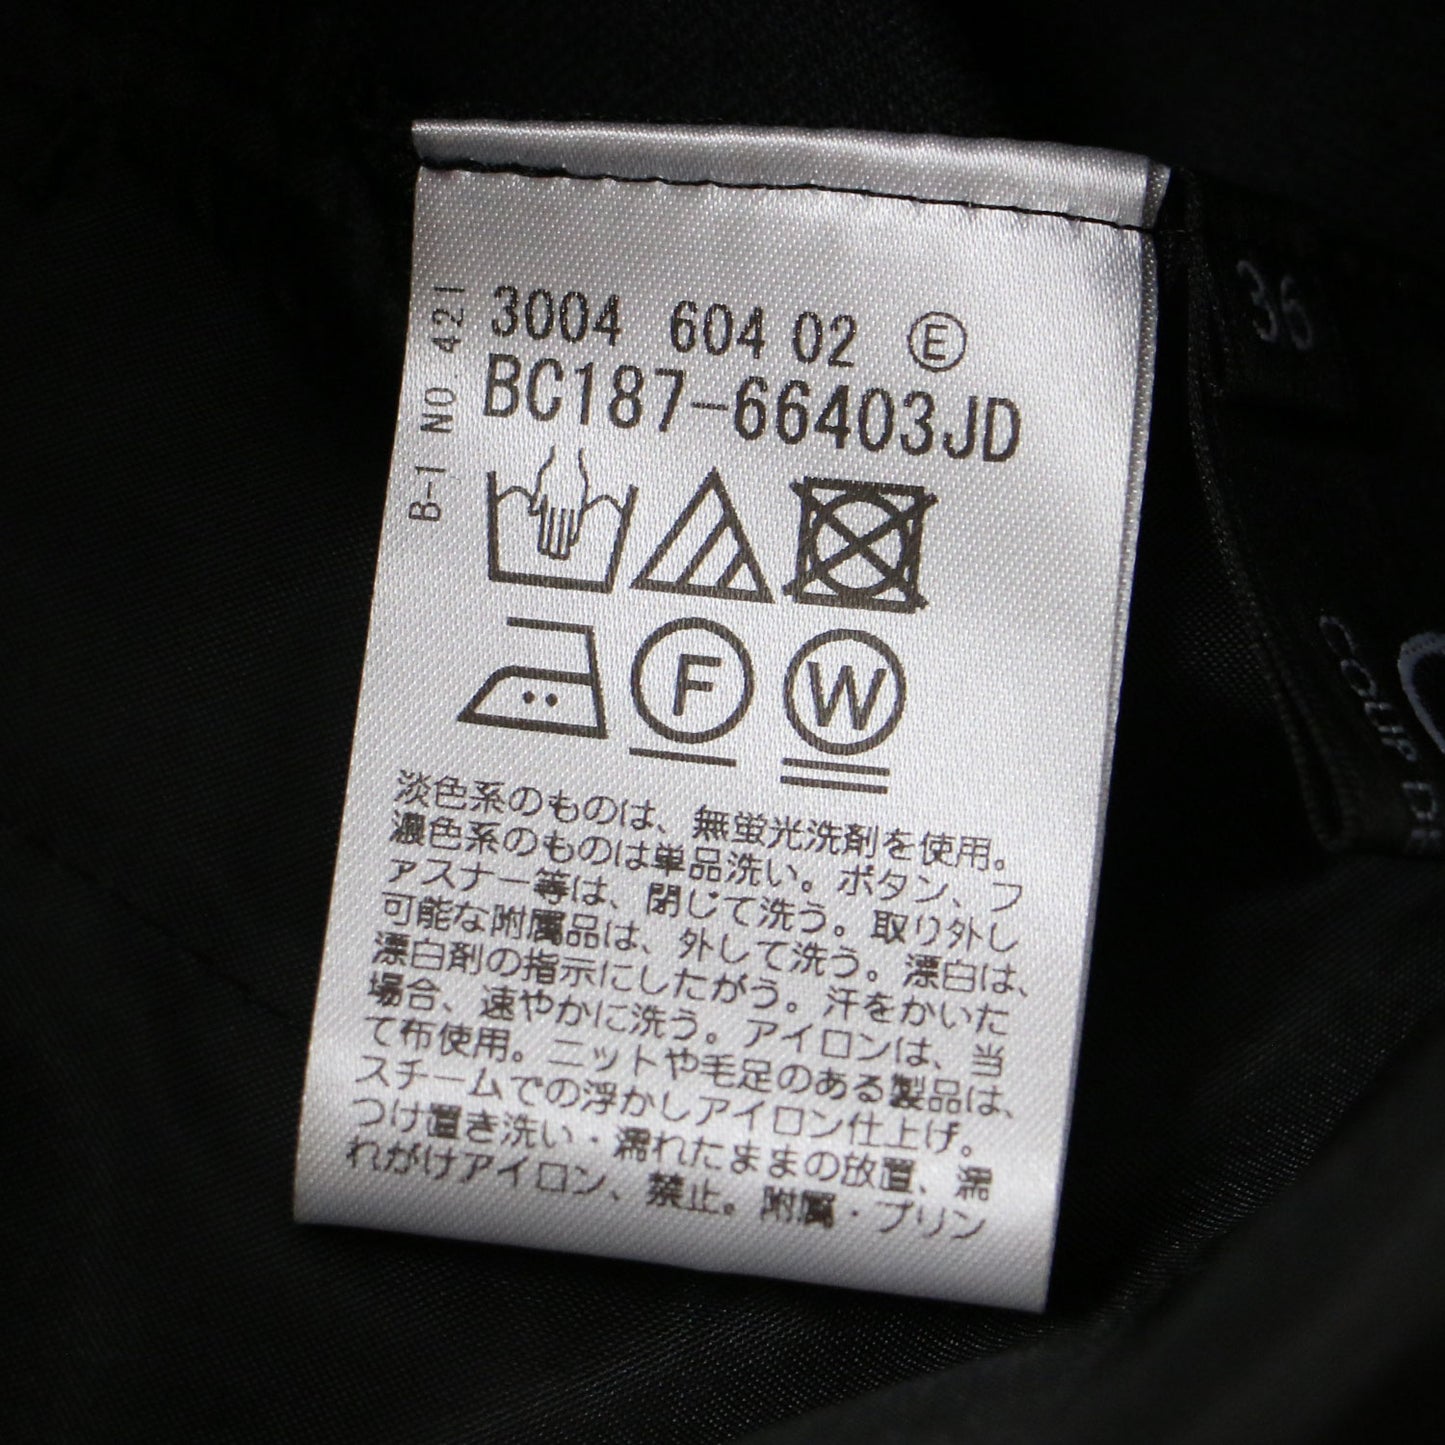 3004 604 02 Ⓔ
BC187-66403JD
B-1 NO.421
F
W
淡色系のものは、無蛍光洗剤を使用。
濃色系のものは単品洗い。ボタン、フ
ァスナー等は、閉じて洗う。取り外し
可能な附属品は、外して洗う。漂白は、
漂白剤の指示にしたがう。汗をかいた
場合、速やかに洗う。アイロンは、当
て布使用。ニットや毛足のある製品は、
スチームでの浮かしアイロン仕上げ。
つけ置き洗い・濡れたままの放置、濡
れがけアイロン、禁止。附属・プリン
36
COUP DE